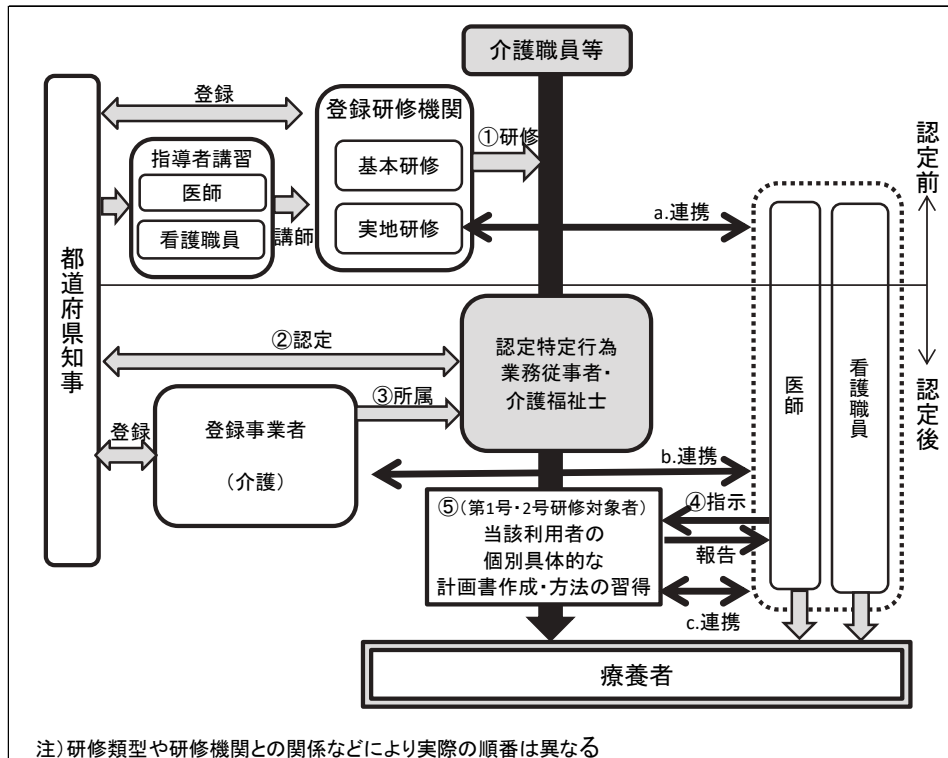 介護職員等
登録
登録研修機関
①研修
基本研修
実地研修
指導者講習
医師
看護職員
講師
a.連携
認定前
認定後
都道府県知事
②認定
認定特定行為
業務従事者・
介護福祉士
③所属
登録
登録事業者
(介護)
b.連携
医師
看護職員
⑤(第1号・2号研修対象者)
当該利用者の
個別具体的な
計画書作成・方法の習得
④指示
報告
c.連携
療養者
注)研修類型や研修機関との関係などにより実際の順番は異なる